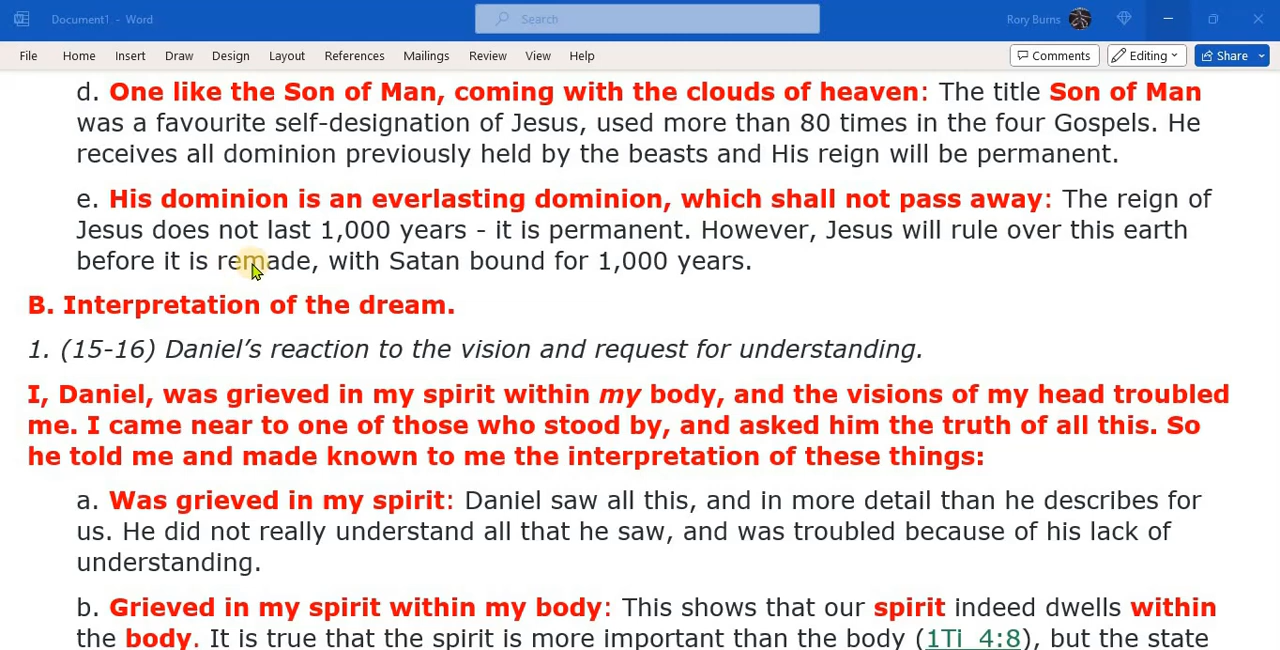 Document1 - Word
Search
Rory Burns
File Home Insert Draw Design Layout References Mailings Review View Help
Comments Editing Share
d. One like the Son of Man, coming with the clouds of heaven: The title Son of Man
was a favourite self-designation of Jesus, used more than 80 times in the four Gospels. He
receives all dominion previously held by the beasts and His reign will be permanent.
e. His dominion is an everlasting dominion, which shall not pass away: The reign of
Jesus does not last 1,000 years - it is permanent. However, Jesus will rule over this earth
before it is remade, with Satan bound for 1,000 years.
B. Interpretation of the dream.
1. (15-16) Daniel’s reaction to the vision and request for understanding.
I, Daniel, was grieved in my spirit within my body, and the visions of my head troubled
me. I came near to one of those who stood by, and asked him the truth of all this. So
he told me and made known to me the interpretation of these things:
a. Was grieved in my spirit: Daniel saw all this, and in more detail than he describes for
us. He did not really understand all that he saw, and was troubled because of his lack of
understanding.
b. Grieved in my spirit within my body: This shows that our spirit indeed dwells within
the body. It is true that the spirit is more important than the body (1Ti_4:8), but the state